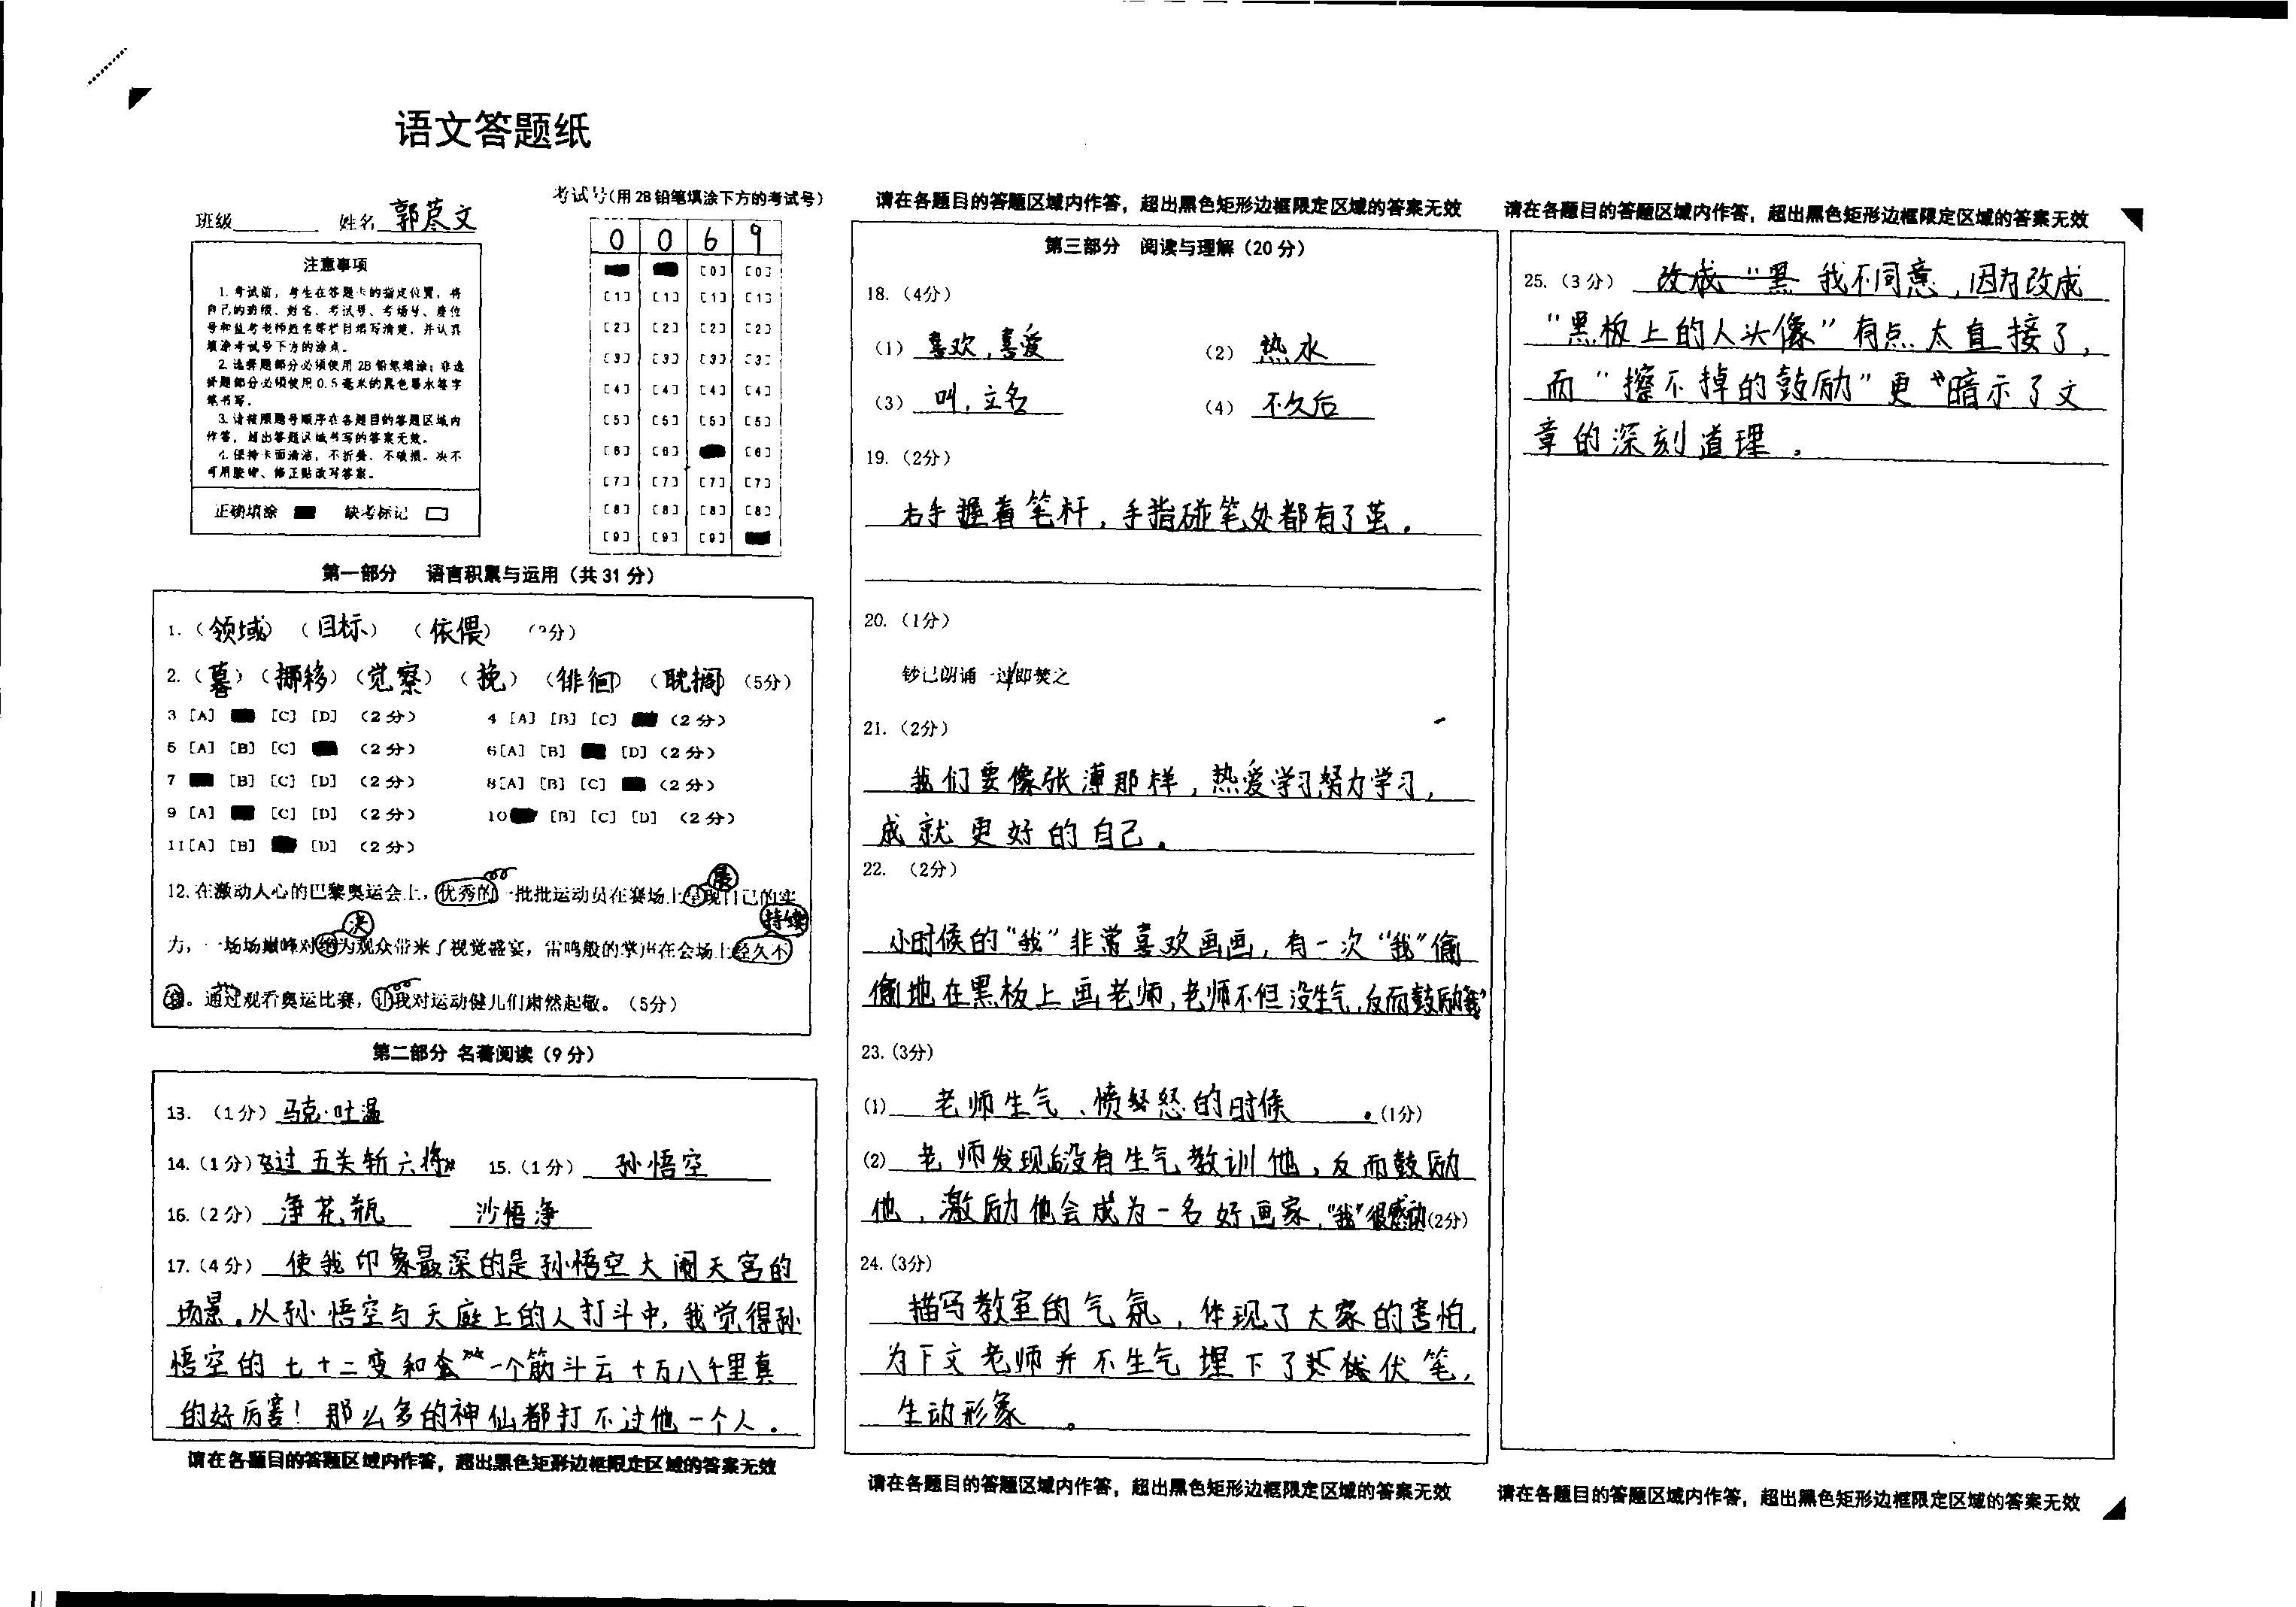 语文答题纸
班级 姓名 郭荩文
考试号(用2B铅笔填涂下方的考试号)
0 0 6 9
注意事项
1. 考试前，考生在答题卡的指定位置，将
自己的班级、姓名、考试号、考场号、座位
号和监考老师姓名等栏目填写清楚，并认真
填涂考试号下方的涂点。
2. 选择题部分必须使用2B铅笔填涂；非选
择题部分必须使用0.5毫米的黑色墨水签字
笔书写。
3. 请按照题号顺序在各题目的答题区域内
作答，超出答题区域书写的答案无效。
4. 保持卡面清洁，不折叠、不破损。决不
可用胶带、修正贴改写答案。
正确填涂 缺考标记
[0] [0]
[1] [1] [1] [1]
[2] [2] [2] [2]
[3] [3] [3] [3]
[4] [4] [4] [4]
[5] [5] [5] [5]
[6] [6] [6]
[7] [7] [7] [7]
[8] [8] [8] [8]
[9] [9] [9]
第一部分 语言积累与运用（共31分）
1.（领域）（目标）（依偎）（ 分）
2.（暮）（挪移）（觉察）（挽）（徘徊）（耽搁）（5分）
3 [A] [C] [D] （2分） 4 [A] [B] [C] （2分）
5 [A] [B] [C] （2分） 6[A] [B] [D]（2分）
7 [B] [C] [D] （2分） 8[A] [B] [C] （2分）
9 [A] [C] [D] （2分） 10 [B] [C] [D] （2分）
11[A] [B] [D] （2分）
12.在激动人心的巴黎奥运会上，优秀的一批批运动员在赛场上呈现自己的实
展
持续
力，一场场巅峰对绝为观众带来了视觉盛宴，雷鸣般的掌声在会场上经久不
决
。通过观看奥运比赛，让我对运动健儿们肃然起敬。（5分）
第二部分 名著阅读（9分）
13. （1分）马克·吐温
14.（1分）过五关斩六将 15.（1分） 孙悟空
16.（2分） 净花瓶 沙悟净
17.（4分） 使我印象最深的是孙悟空大闹天宫的
场景。从孙悟空与天庭上的人打斗中，我觉得孙
悟空的七十二变和 一个筋斗云十万八千里真
的好厉害！那么多的神仙都打不过他一个人。
请在各题目的答题区域内作答，超出黑色矩形边框限定区域的答案无效
请在各题目的答题区域内作答，超出黑色矩形边框限定区域的答案无效
第三部分 阅读与理解（20分）
18.（4分）
（1）喜欢，喜爱 （2）热水
（3）叫，立名 （4）不久后
19.（2分）
右手握着笔杆，手指碰笔处都有了茧。
20.（1分）
钞已朗诵一过即焚之
21.（2分）
我们要像张溥那样，热爱学习努力学习，
成就更好的自己。
22. （2分）
小时候的“我”非常喜欢画画，有一次“我”偷
偷地在黑板上画老师，老师不但没生气，反而鼓励“我”
23.(3分)
(1) 老师生气、愤怒的时候 。(1分)
(2) 老师发现后没有生气教训他，反而鼓励
他，激励他会成为一名好画家，“我”很感动(2分)
24.(3分)
描写教室的气氛，体现了大家的害怕，
为下文老师并不生气埋下了 伏笔，
生动形象 。
请在各题目的答题区域内作答，超出黑色矩形边框限定区域的答案无效
请在各题目的答题区域内作答，超出黑色矩形边框限定区域的答案无效
25.（3分） 改成“黑 我不同意，因为改成
“黑板上的人头像”有点太直接了，
而“擦不掉的鼓励”更 暗示了文
章的深刻道理。
请在各题目的答题区域内作答，超出黑色矩形边框限定区域的答案无效